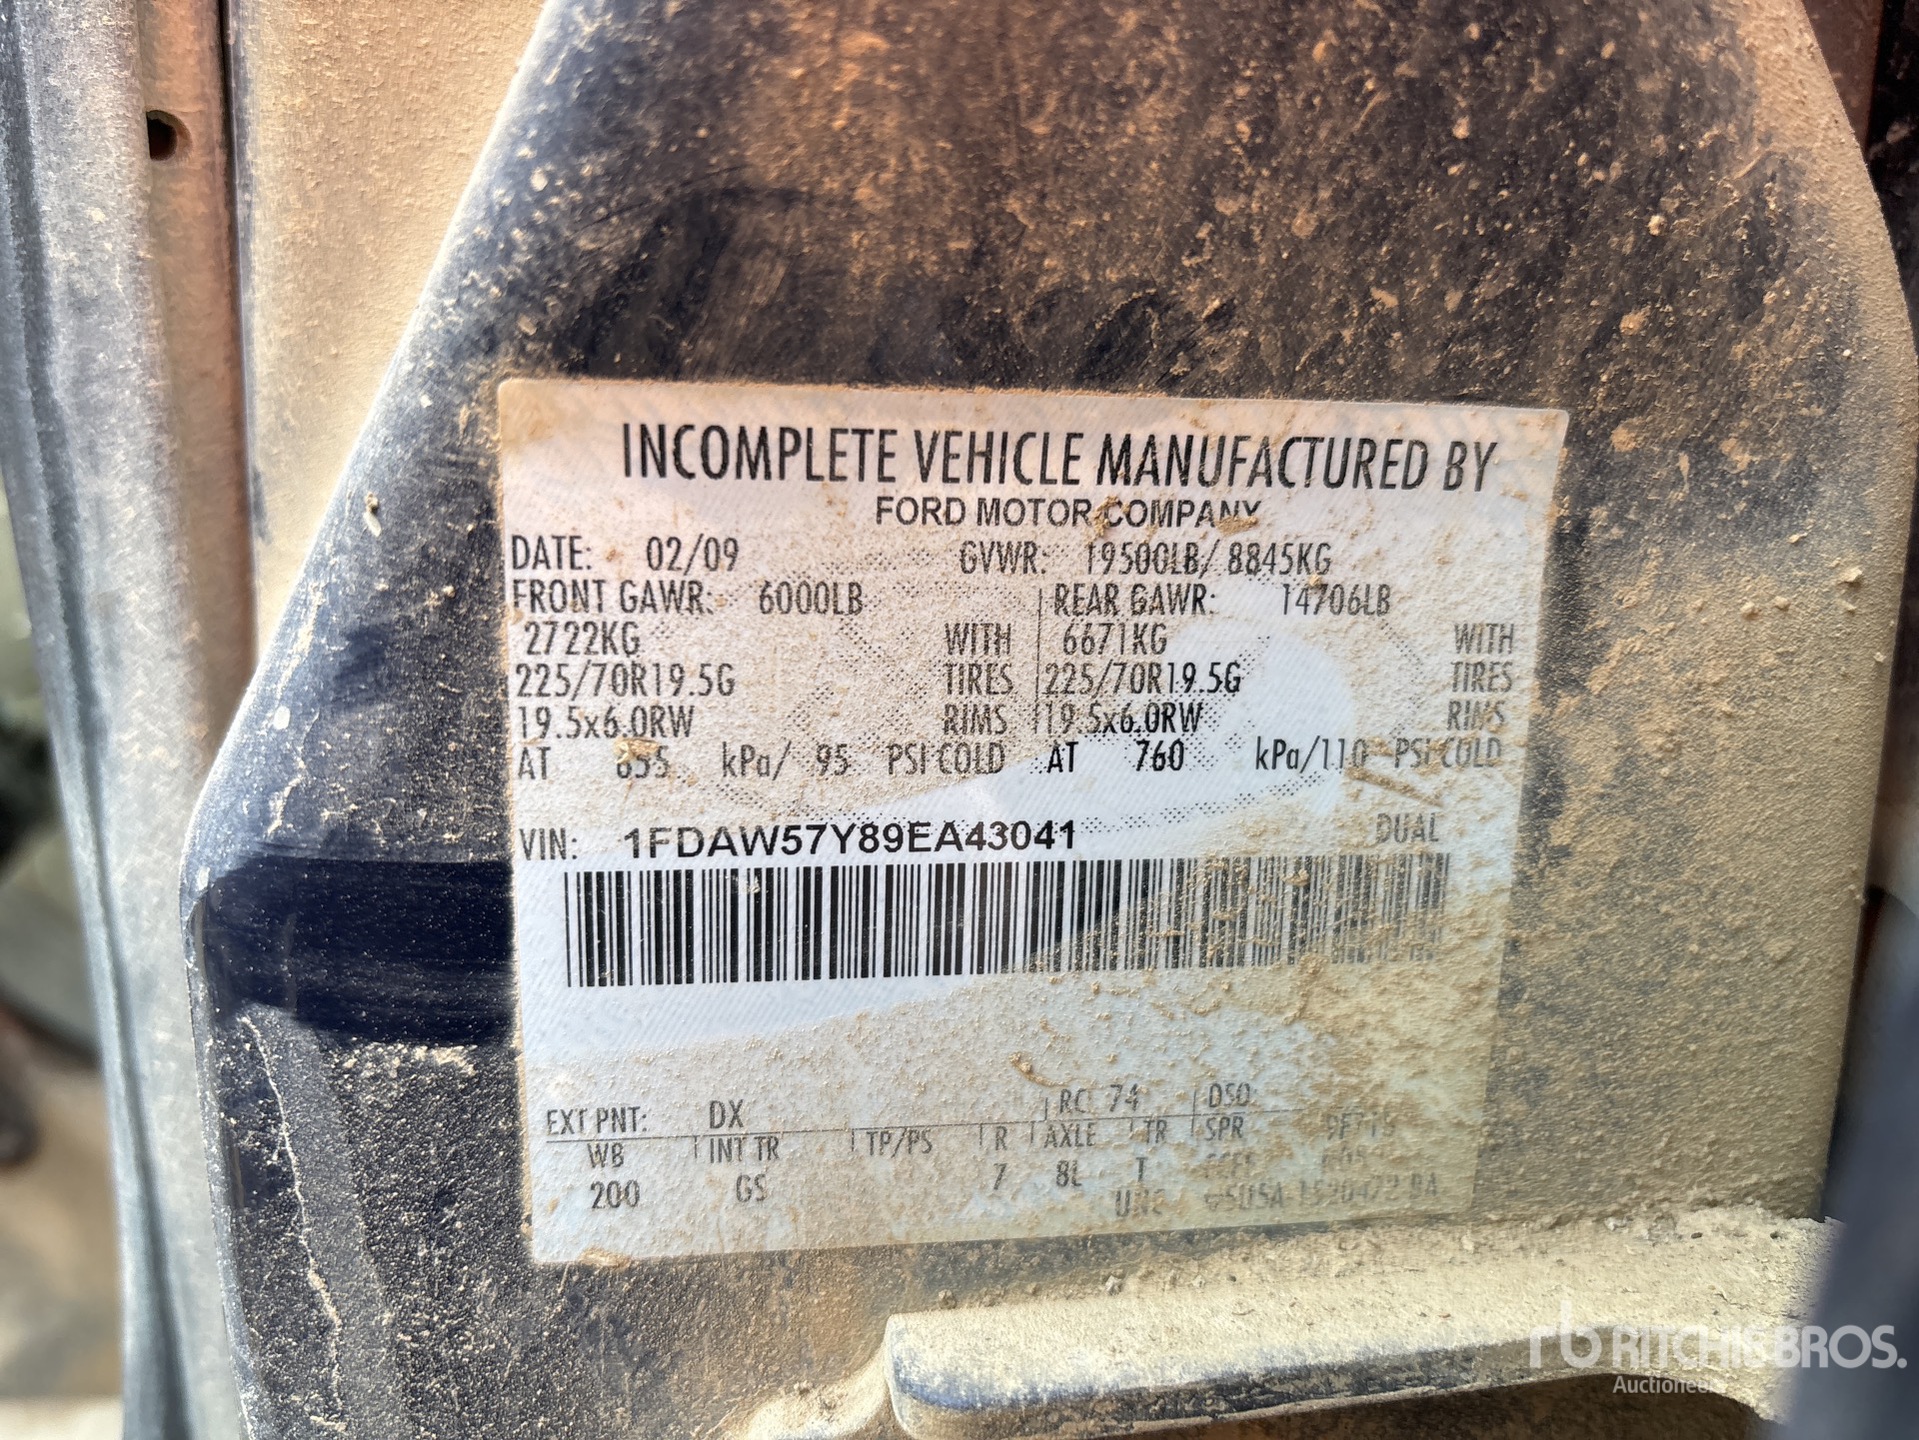 INCOMPLETE VEHICLE MANUFACTURED BY
FORD MOTOR COMPANY
DATE: 02/09 GVWR: 19500LB/ 8845KG
FRONT GAWR: 6000LB REAR GAWR: 14706LB
2722KG WITH 6671KG WITH
225/70R19.5G TIRES 225/70R19.5G TIRES
19.5x6.0RW RIMS 19.5x6.0RW RIMS
AT 655 kPa/ 95 PSI COLD AT 760 kPa/110 PSI COLD
VIN: 1FDAW57Y89EA43041 DUAL
EXT PNT: DX RC: 74 DSO:
WB INT TR TP/PS R AXLE TR SPR
200 GS 7 8L T
rb RITCHIE BROS.
Auctioneers